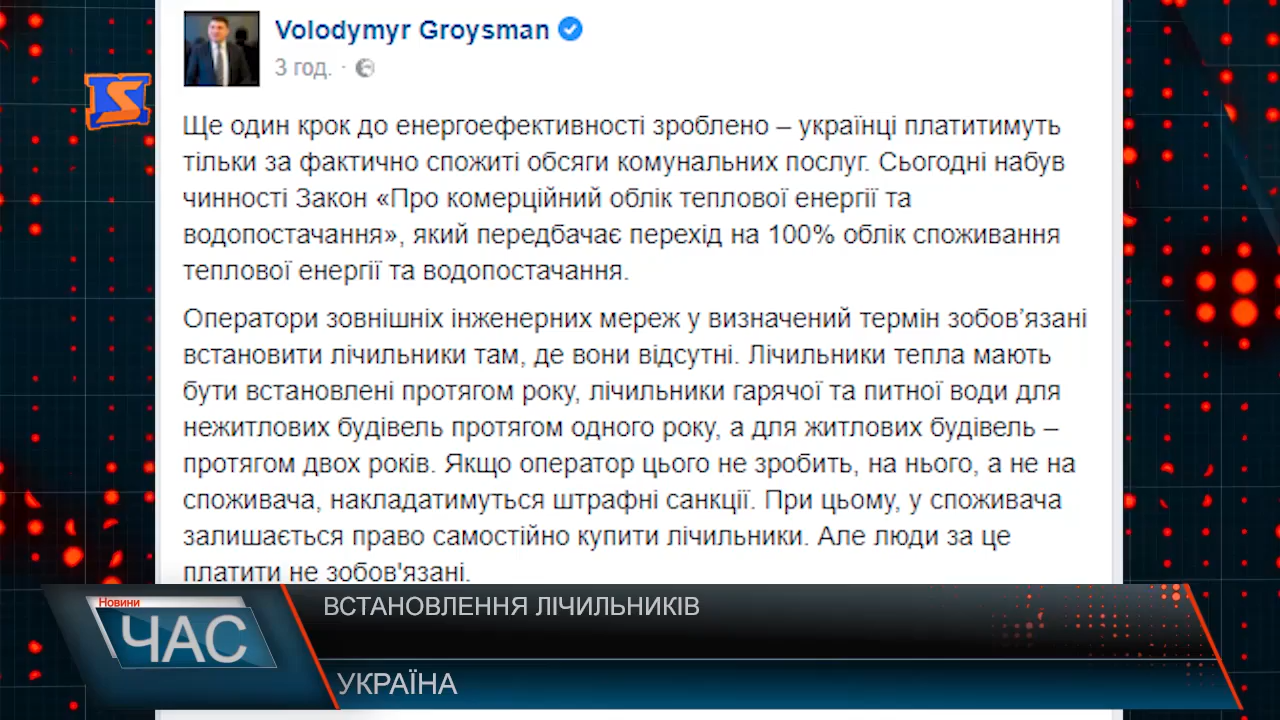 Volodymyr Groysman
3 год. ·
Ще один крок до енергоефективності зроблено – українці платитимуть
тільки за фактично спожиті обсяги комунальних послуг. Сьогодні набув
чинності Закон «Про комерційний облік теплової енергії та
водопостачання», який передбачає перехід на 100% облік споживання
теплової енергії та водопостачання.
Оператори зовнішніх інженерних мереж у визначений термін зобов’язані
встановити лічильники там, де вони відсутні. Лічильники тепла мають
бути встановлені протягом року, лічильники гарячої та питної води для
нежитлових будівель протягом одного року, а для житлових будівель –
протягом двох років. Якщо оператор цього не зробить, на нього, а не на
споживача, накладатимуться штрафні санкції. При цьому, у споживача
залишається право самостійно купити лічильники. Але люди за це
платити не зобов'язані.
Новини
ЧАС
ВСТАНОВЛЕННЯ ЛІЧИЛЬНИКІВ
УКРАЇНА